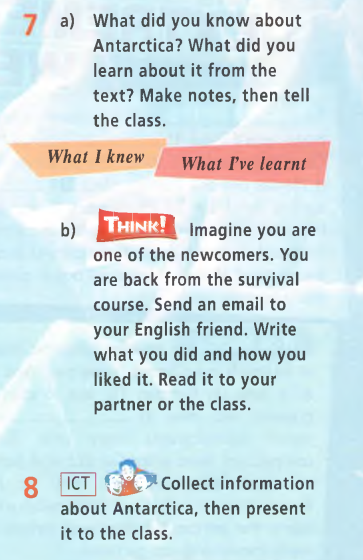 7 a) What did you know about
Antarctica? What did you
learn about it from the
text? Make notes, then tell
the class.
What I knew What I've learnt
b) THINK! Imagine you are
one of the newcomers. You
are back from the survival
course. Send an email to
your English friend. Write
what you did and how you
liked it. Read it to your
partner or the class.
8 ICT Collect information
about Antarctica, then present
it to the class.